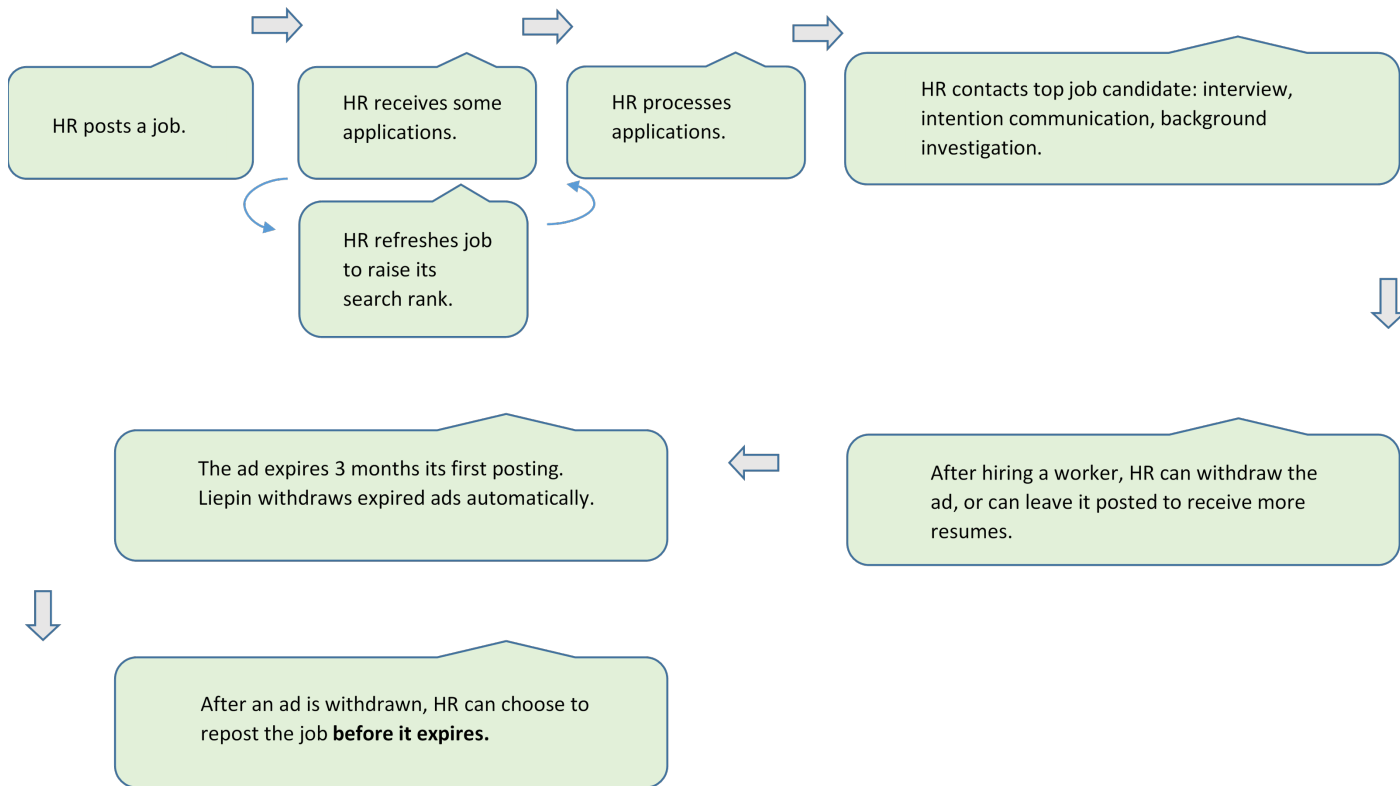 HR posts a job.
HR receives some
applications.
HR processes
applications.
HR contacts top job candidate: interview,
intention communication, background
investigation.
HR refreshes job
to raise its
search rank.
After hiring a worker, HR can withdraw the
ad, or can leave it posted to receive more
resumes.
The ad expires 3 months its first posting.
Liepin withdraws expired ads automatically.
After an ad is withdrawn, HR can choose to
repost the job before it expires.